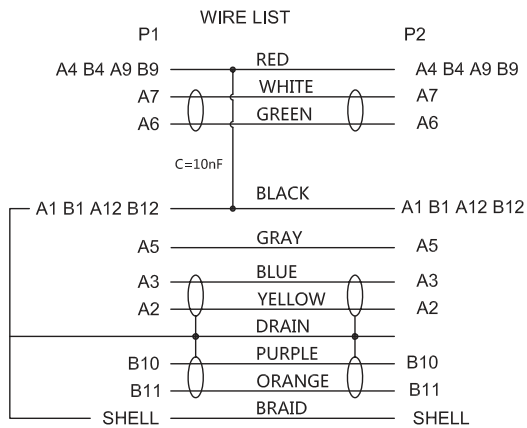 WIRE LIST
P1 P2
A4 B4 A9 B9 RED A4 B4 A9 B9
A7 WHITE A7
A6 GREEN A6
C=10nF
A1 B1 A12 B12 BLACK A1 B1 A12 B12
A5 GRAY A5
A3 BLUE A3
A2 YELLOW A2
DRAIN
B10 PURPLE B10
B11 ORANGE B11
SHELL BRAID SHELL